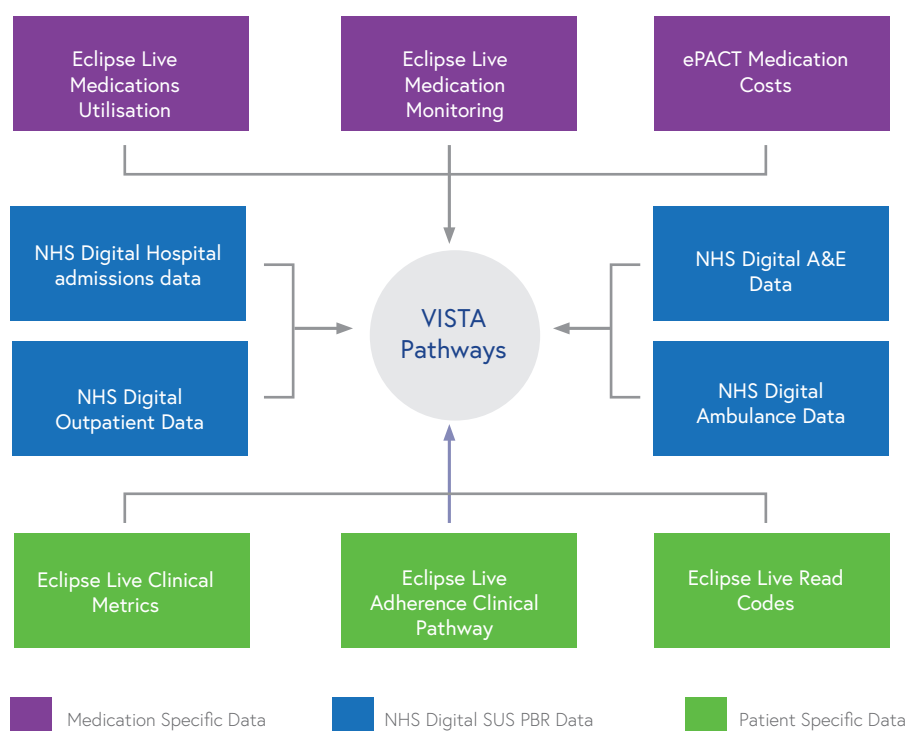 Eclipse Live
Medications
Utilisation
Eclipse Live
Medication
Monitoring
ePACT Medication
Costs
NHS Digital Hospital
admissions data
NHS Digital A&E
Data
VISTA
Pathways
NHS Digital
Outpatient Data
NHS Digital
Ambulance Data
Eclipse Live Clinical
Metrics
Eclipse Live
Adherence Clinical
Pathway
Eclipse Live Read
Codes
Medication Specific Data
NHS Digital SUS PBR Data
Patient Specific Data